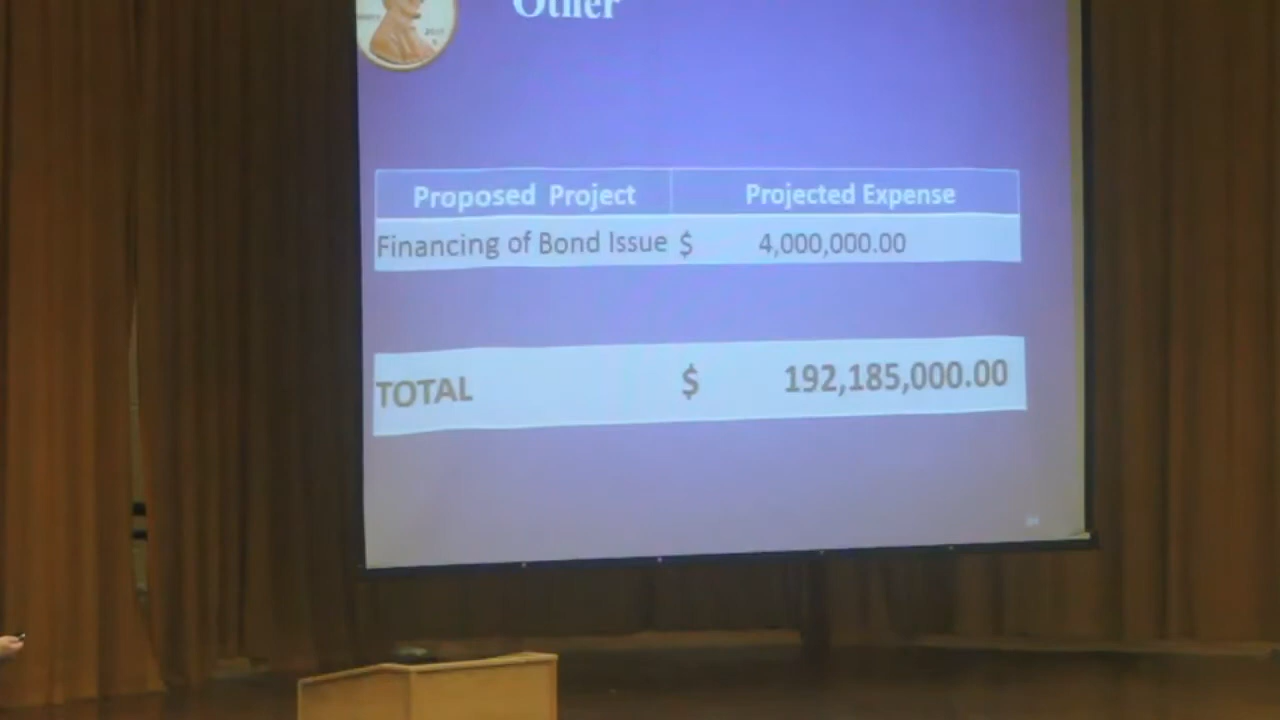 Other
Proposed Project Projected Expense
Financing of Bond Issue $ 4,000,000.00
TOTAL $ 192,185,000.00